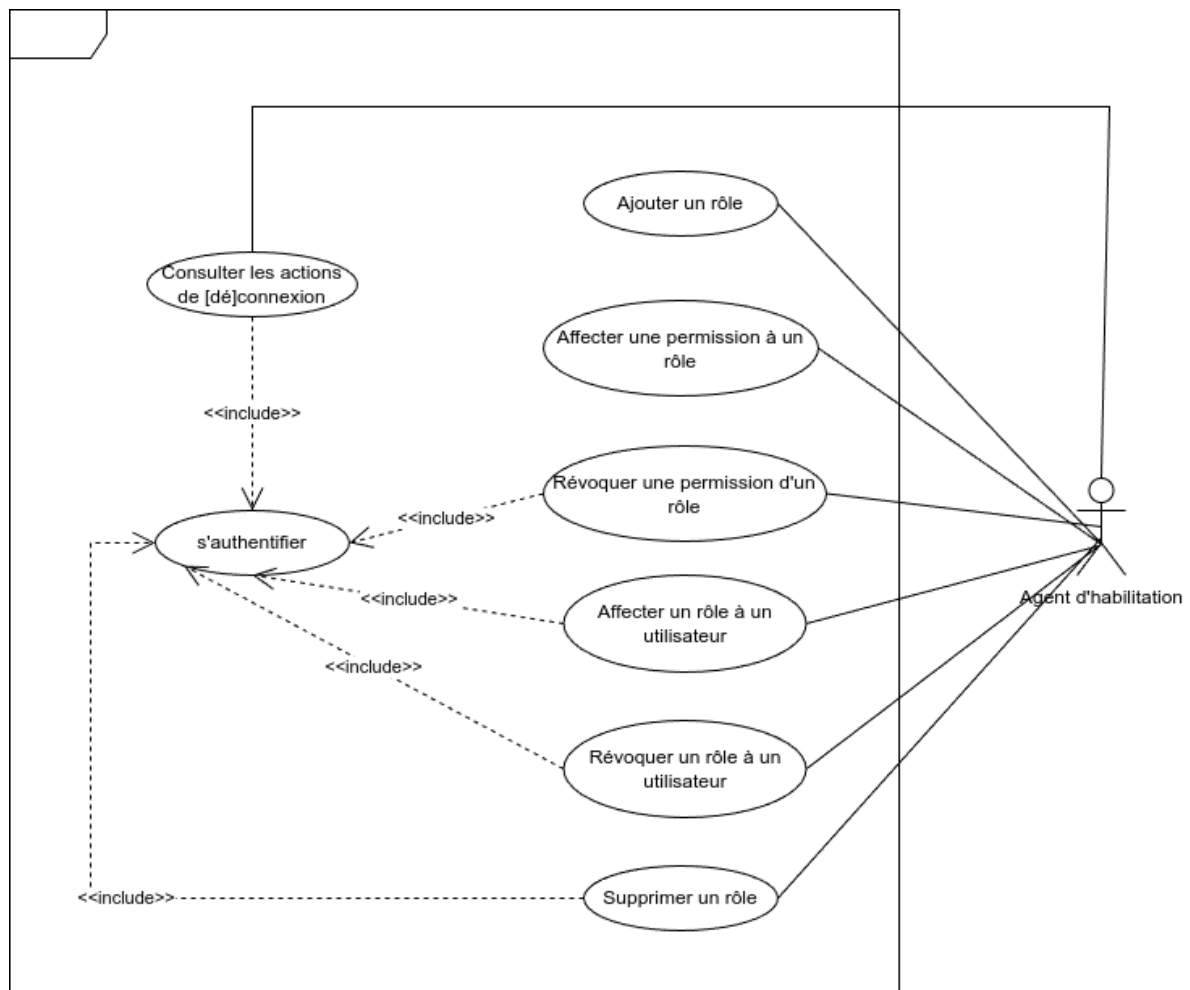 Ajouter un rôle
Consulter les actions
de [dé]connexion
Affecter une permission à un
rôle
<<include>>
Révoquer une permission d'un
rôle
<<include>>
s'authentifier
Agent d'habilitation
<<include>>
Affecter un rôle à un
utilisateur
<<include>>
Révoquer un rôle à un
utilisateur
<<include>>
Supprimer un rôle